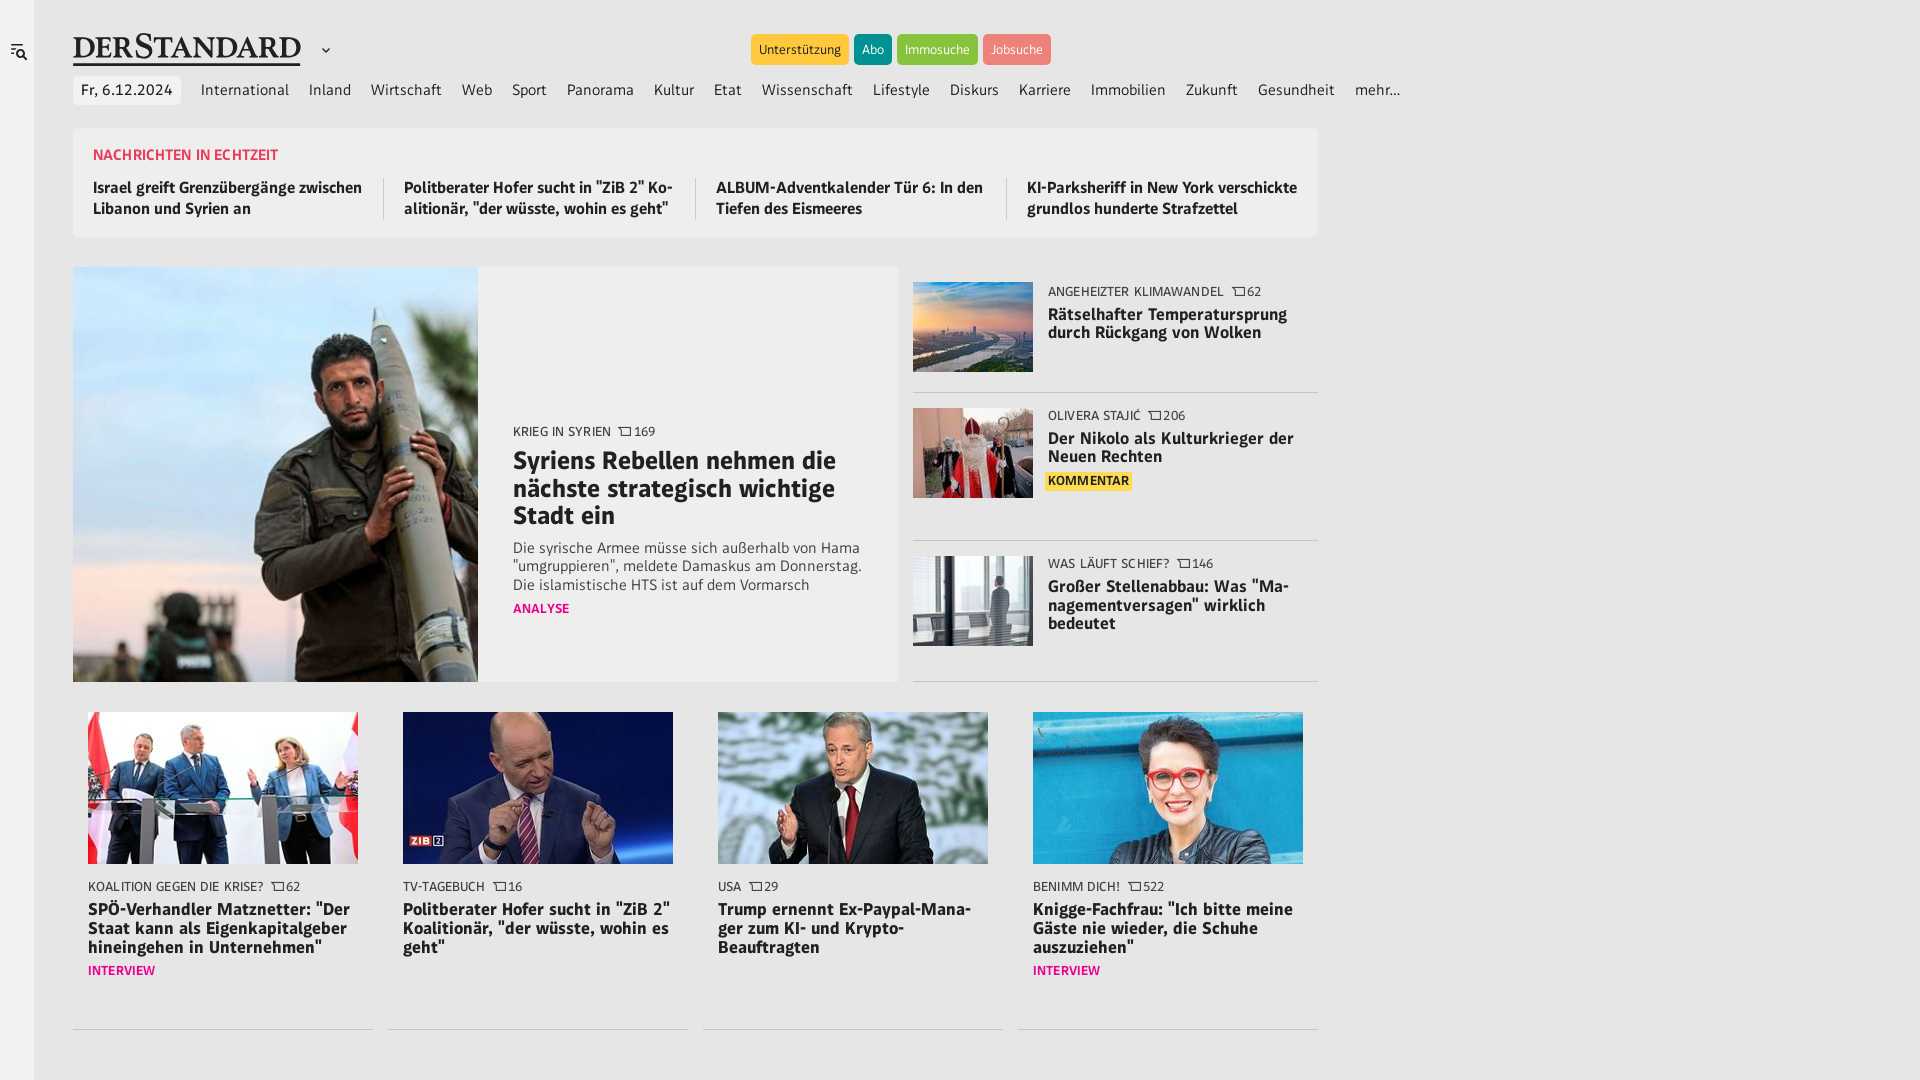 DERSTANDARD
Unterstützung
Abo
Immosuche
Jobsuche
Fr, 6.12.2024
International
Inland
Wirtschaft
Web
Sport
Panorama
Kultur
Etat
Wissenschaft
Lifestyle
Diskurs
Karriere
Immobilien
Zukunft
Gesundheit
mehr…
NACHRICHTEN IN ECHTZEIT
Israel greift Grenzübergänge zwischen
Libanon und Syrien an
Politberater Hofer sucht in "ZiB 2" Ko-
alitionär, "der wüsste, wohin es geht"
ALBUM-Adventkalender Tür 6: In den
Tiefen des Eismeeres
KI-Parksheriff in New York verschickte
grundlos hunderte Strafzettel
PRESS
KRIEG IN SYRIEN 169
Syriens Rebellen nehmen die
nächste strategisch wichtige
Stadt ein
Die syrische Armee müsse sich außerhalb von Hama
"umgruppieren", meldete Damaskus am Donnerstag.
Die islamistische HTS ist auf dem Vormarsch
ANALYSE
ANGEHEIZTER KLIMAWANDEL 62
Rätselhafter Temperatursprung
durch Rückgang von Wolken
OLIVERA STAJIĆ 206
Der Nikolo als Kulturkrieger der
Neuen Rechten
KOMMENTAR
WAS LÄUFT SCHIEF? 146
Großer Stellenabbau: Was "Ma-
nagementversagen" wirklich
bedeutet
KOALITION GEGEN DIE KRISE? 62
SPÖ-Verhandler Matznetter: "Der
Staat kann als Eigenkapitalgeber
hineingehen in Unternehmen"
INTERVIEW
ZIB 2
TV-TAGEBUCH 16
Politberater Hofer sucht in "ZiB 2"
Koalitionär, "der wüsste, wohin es
geht"
USA 29
Trump ernennt Ex-Paypal-Mana-
ger zum KI- und Krypto-
Beauftragten
BENIMM DICH! 522
Knigge-Fachfrau: "Ich bitte meine
Gäste nie wieder, die Schuhe
auszuziehen"
INTERVIEW